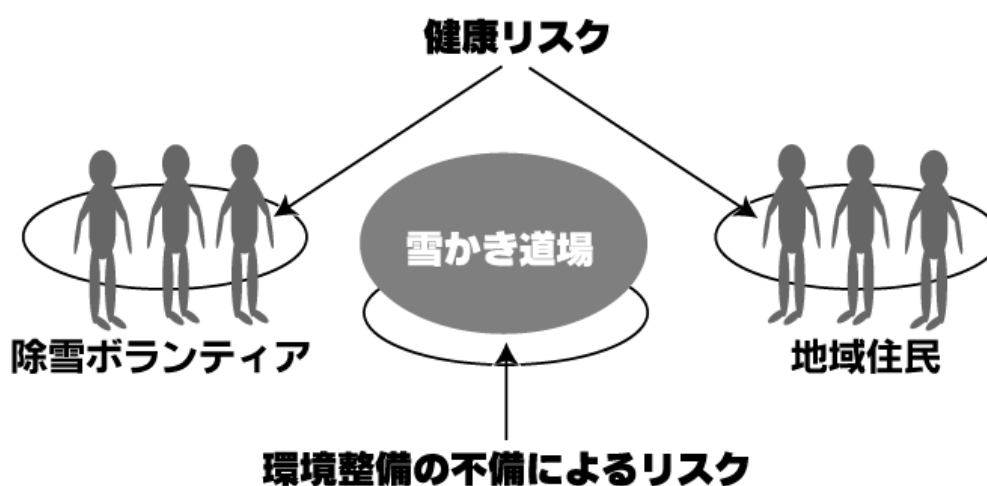 健康リスク
雪かき道場
除雪ボランティア
地域住民
環境整備の不備によるリスク